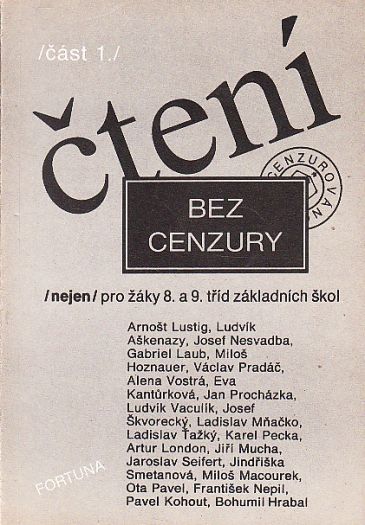 /část 1./
čtení
CENZUROVÁN
BEZ
CENZURY
/nejen/ pro žáky 8. a 9. tříd základních škol
Arnošt Lustig, Ludvík
Aškenazy, Josef Nesvadba,
Gabriel Laub, Miloš
Hoznauer, Václav Pradáč,
Alena Vostrá, Eva
Kantůrková, Jan Procházka,
Ludvík Vaculík, Josef
Škvorecký, Ladislav Mňačko,
Ladislav Ťažký, Karel Pecka,
Artur London, Jiří Mucha,
Jaroslav Seifert, Jindřiška
Smetanová, Miloš Macourek,
Ota Pavel, František Nepil,
Pavel Kohout, Bohumil Hrabal
FORTUNA